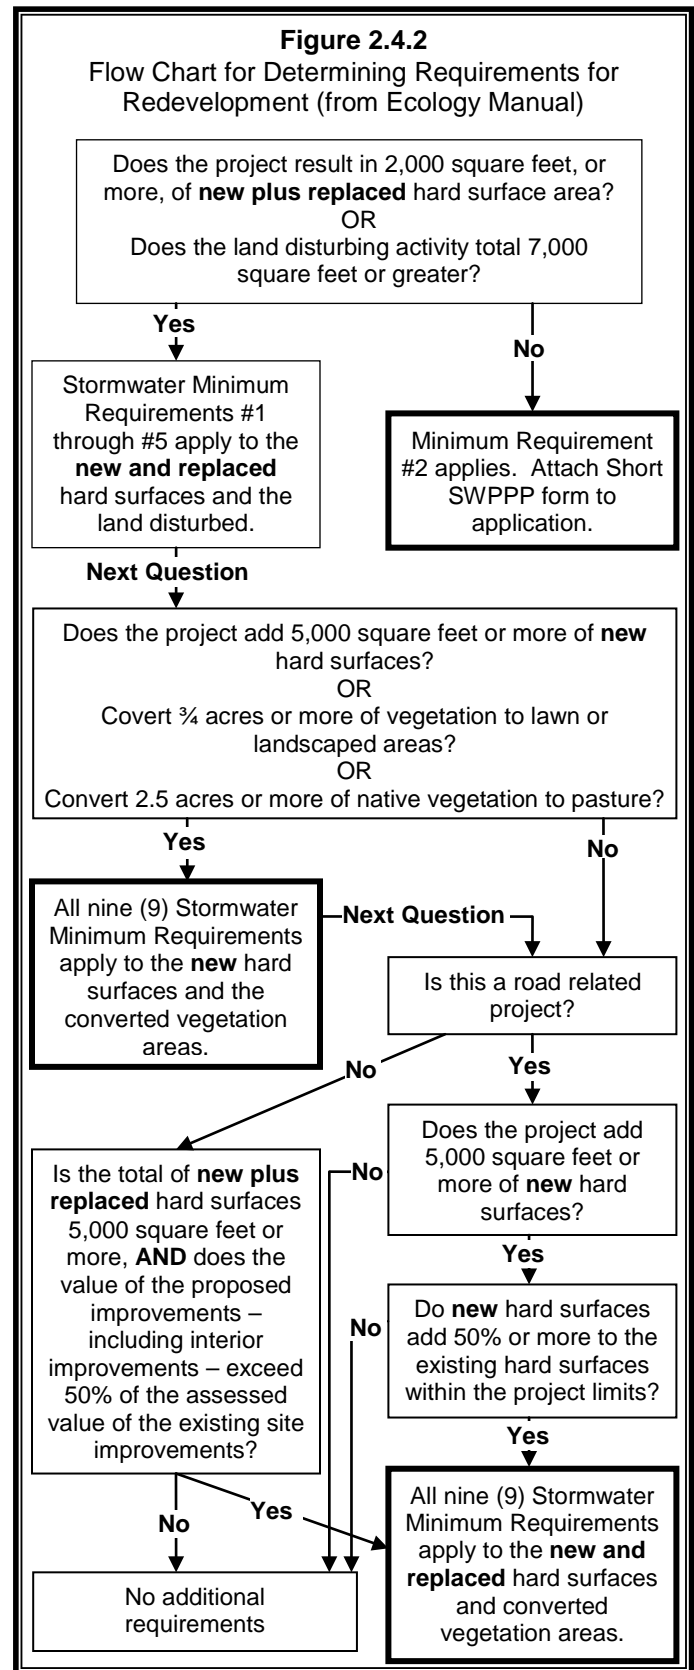 Figure 2.4.2
Flow Chart for Determining Requirements for
Redevelopment (from Ecology Manual)
Does the project result in 2,000 square feet, or
more, of new plus replaced hard surface area?
OR
Does the land disturbing activity total 7,000
square feet or greater?
Yes
No
Stormwater Minimum
Requirements #1
through #5 apply to the
new and replaced
hard surfaces and the
land disturbed.
Minimum Requirement
#2 applies. Attach Short
SWPPP form to
application.
Next Question
Does the project add 5,000 square feet or more of new
hard surfaces?
OR
Covert ¾ acres or more of vegetation to lawn or
landscaped areas?
OR
Convert 2.5 acres or more of native vegetation to pasture?
Yes
No
All nine (9) Stormwater
Minimum Requirements
apply to the new hard
surfaces and the
converted vegetation
areas.
Next Question
Is this a road related
project?
No
Yes
Is the total of new plus
replaced hard surfaces
5,000 square feet or
more, AND does the
value of the proposed
improvements –
including interior
improvements – exceed
50% of the assessed
value of the existing site
improvements?
No
Does the project add
5,000 square feet or
more of new hard
surfaces?
Yes
No
Do new hard surfaces
add 50% or more to the
existing hard surfaces
within the project limits?
Yes
No
Yes
No additional
requirements
All nine (9) Stormwater
Minimum Requirements
apply to the new and
replaced hard surfaces
and converted
vegetation areas.